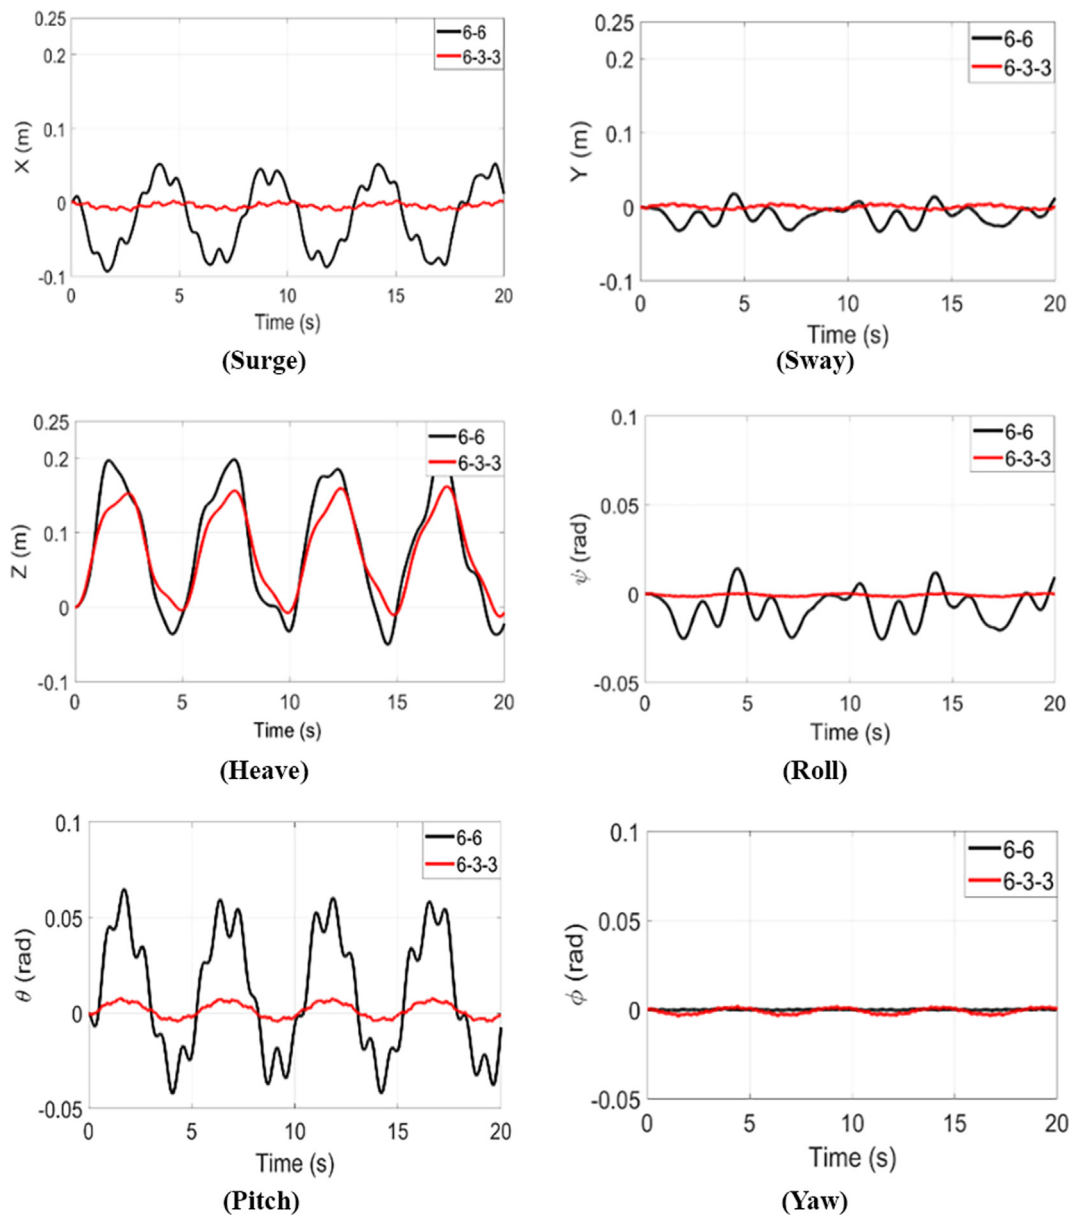 0.25
0.2
0.1
0
-0.1
X (m)
6-6
6-3-3
0 5 10 15 20
Time (s)
(Surge)
0.25
0.2
0.1
0
-0.1
Y (m)
6-6
6-3-3
0 5 10 15 20
Time (s)
(Sway)
0.25
0.2
0.1
0
-0.1
Z (m)
6-6
6-3-3
0 5 10 15 20
Time (s)
(Heave)
0.1
0.05
0
-0.05
ψ (rad)
6-6
6-3-3
0 5 10 15 20
Time (s)
(Roll)
0.1
0.05
0
-0.05
θ (rad)
6-6
6-3-3
0 5 10 15 20
Time (s)
(Pitch)
0.1
0.05
0
-0.05
ϕ (rad)
6-6
6-3-3
0 5 10 15 20
Time (s)
(Yaw)